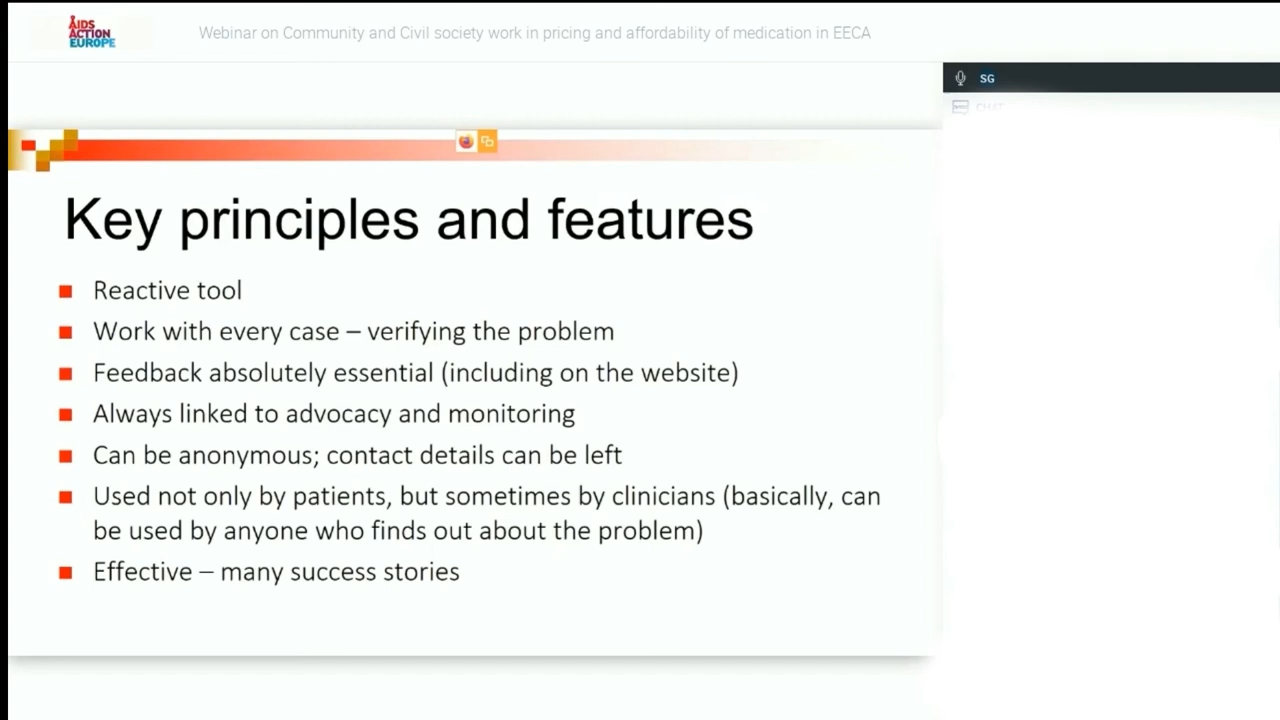 AIDS
ACTION
EUROPE
Webinar on Community and Civil society work in pricing and affordability of medication in EECA
SG
CHAT
Key principles and features
Reactive tool
Work with every case – verifying the problem
Feedback absolutely essential (including on the website)
Always linked to advocacy and monitoring
Can be anonymous; contact details can be left
Used not only by patients, but sometimes by clinicians (basically, can
be used by anyone who finds out about the problem)
Effective – many success stories